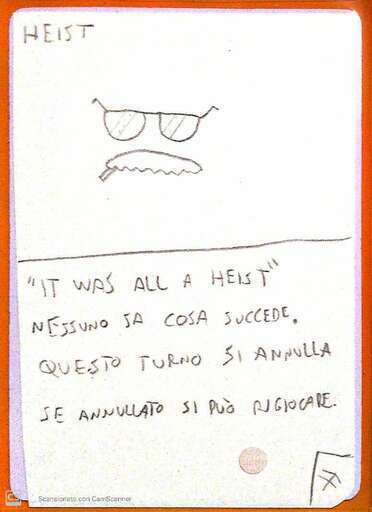 HEIST
"IT WAS ALL A HEIST"
NESSUNO SA COSA SUCCEDE.
QUESTO TURNO SI ANNULLA
SE ANNULLATO SI PUÒ RIGIOCARE.
CS Scansionato con CamScanner